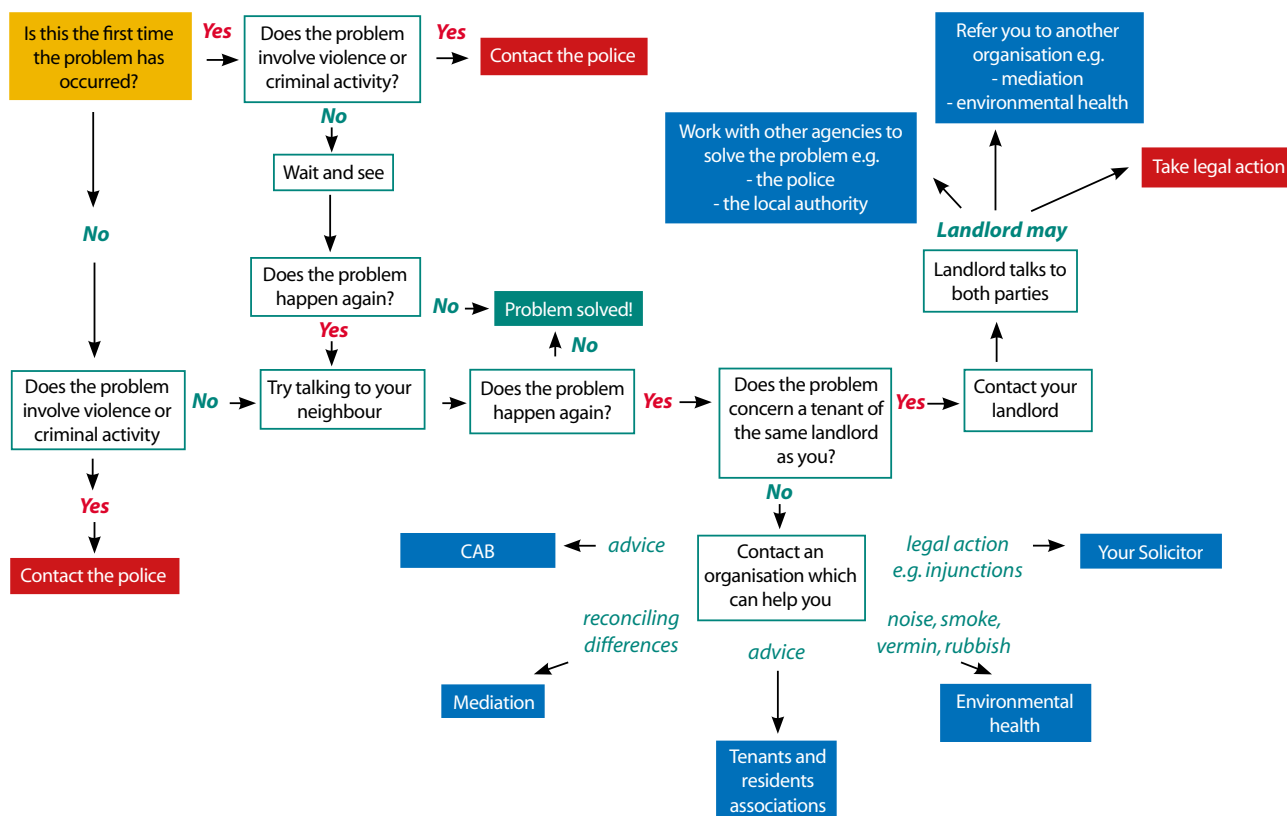 Is this the first time
the problem has
occurred?
Yes
Does the problem
involve violence or
criminal activity?
Yes
Contact the police
No
Wait and see
Does the problem
happen again?
No
Problem solved!
Yes
No
No
Does the problem
involve violence or
criminal activity
No
Try talking to your
neighbour
Does the problem
happen again?
Yes
Does the problem
concern a tenant of
the same landlord
as you?
Yes
Contact your
landlord
Landlord talks to
both parties
Landlord may
Work with other agencies to
solve the problem e.g.
- the police
- the local authority
Refer you to another
organisation e.g.
- mediation
- environmental health
Take legal action
Yes
Contact the police
No
Contact an
organisation which
can help you
advice
CAB
legal action
e.g. injunctions
Your Solicitor
reconciling
differences
Mediation
advice
Tenants and
residents
associations
noise, smoke,
vermin, rubbish
Environmental
health